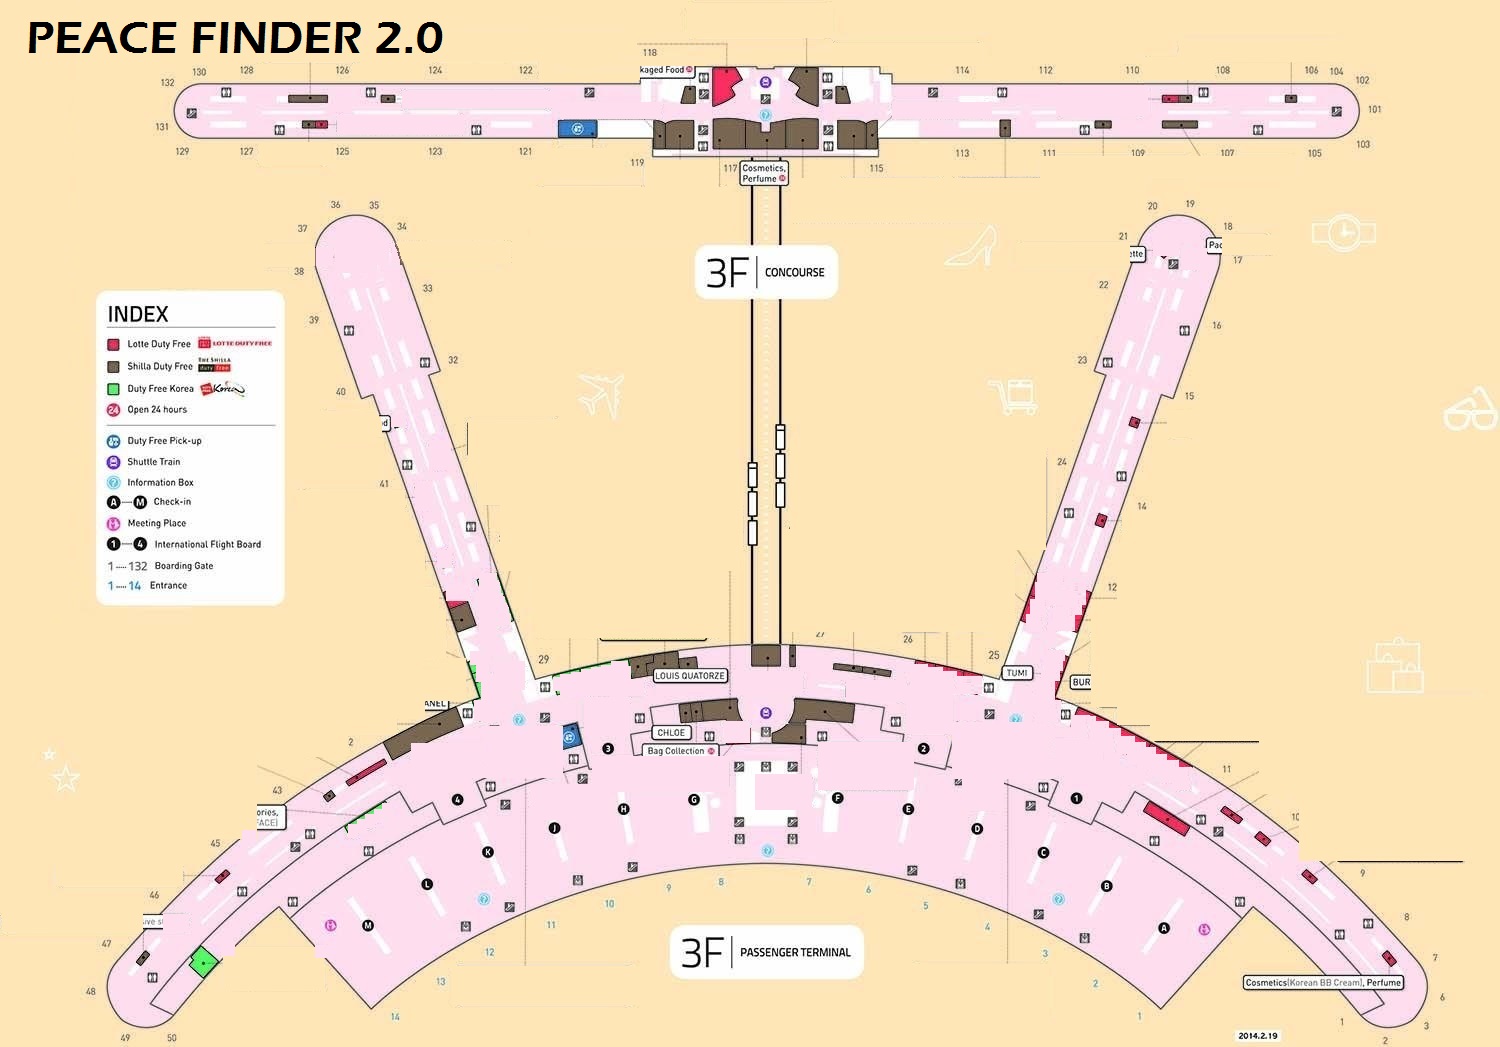 PEACE FINDER 2.0
118
kaged Food 24
132
130
128
126
124
122
114
112
110
108
106
104
102
101
131
129
127
125
123
121
119
117
115
113
111
109
107
105
103
Cosmetics,
Perfume 24
3F CONCOURSE
36
35
34
37
38
33
39
32
40
41
20
19
18
21
17
ette
Pac
22
16
23
15
24
14
12
INDEX
Lotte Duty Free LOTTE DUTY FREE
Shilla Duty Free THE SHILLA duty free
Duty Free Korea Korea
24 Open 24 hours
Duty Free Pick-up
Shuttle Train
? Information Box
A M Check-in
Meeting Place
1 4 International Flight Board
1 ..... 132 Boarding Gate
1 ..... 14 Entrance
29
27
26
25
LOUIS QUATORZE
TUMI
BUR
ANEL
CHLOE
Bag Collection 24
2
43
3
2
4
1
11
10
ories,
FACE)
45
46
47
48
49
50
ive s
H
G
F
E
J
D
K
C
L
B
M
A
9
8
7
6
5
4
3
2
1
10
11
12
13
14
3F PASSENGER TERMINAL
Cosmetics(Korean BB Cream), Perfume
9
8
7
6
3
2
1
2014.2.19